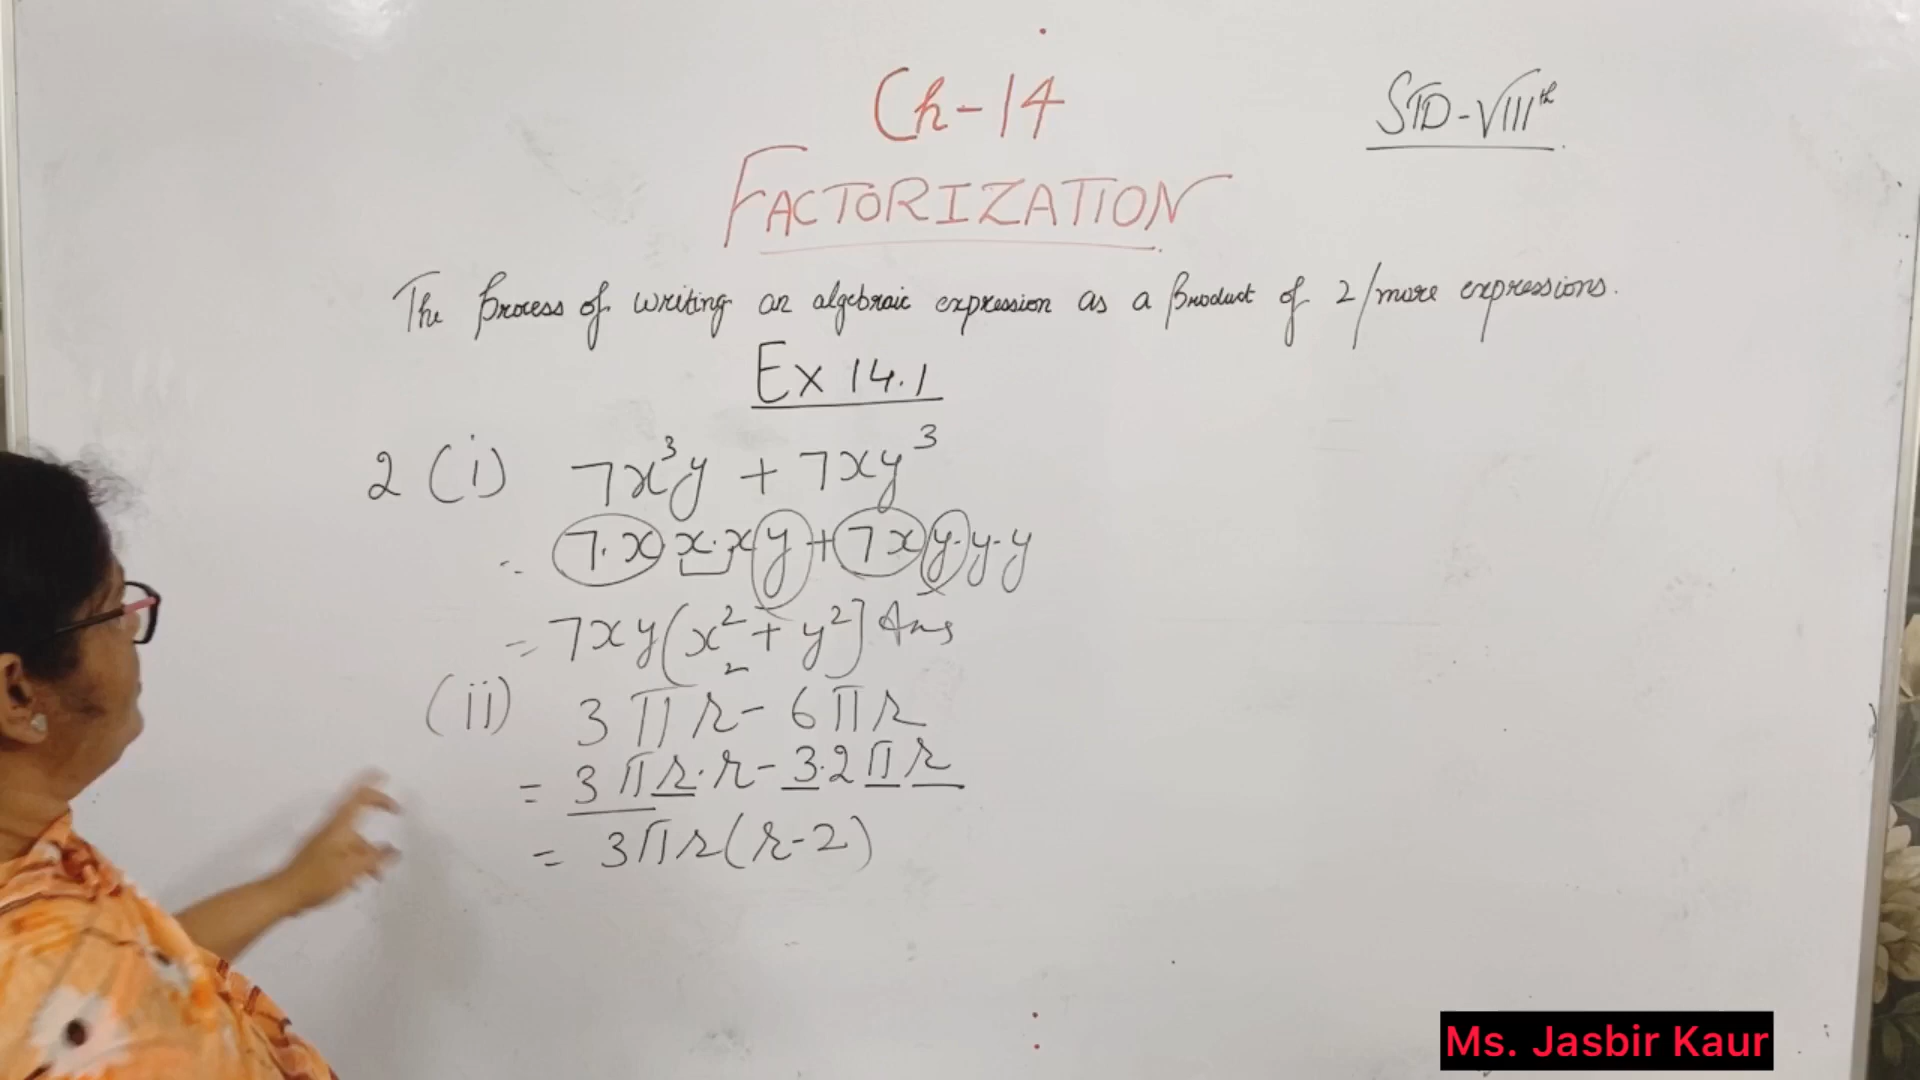 Ch-14
STD-VIIIth
FACTORIZATION
The Process of writing an algebraic expression as a Product of 2/more expressions.
Ex 14.1
2 (i) 7x³y + 7xy³
= 7·x x·x y + 7x y·y·y
= 7xy(x² + y²] Ans
(ii) 3πr² - 6πr
= 3πr·r - 3·2πr
= 3πr(r-2)
Ms. Jasbir Kaur